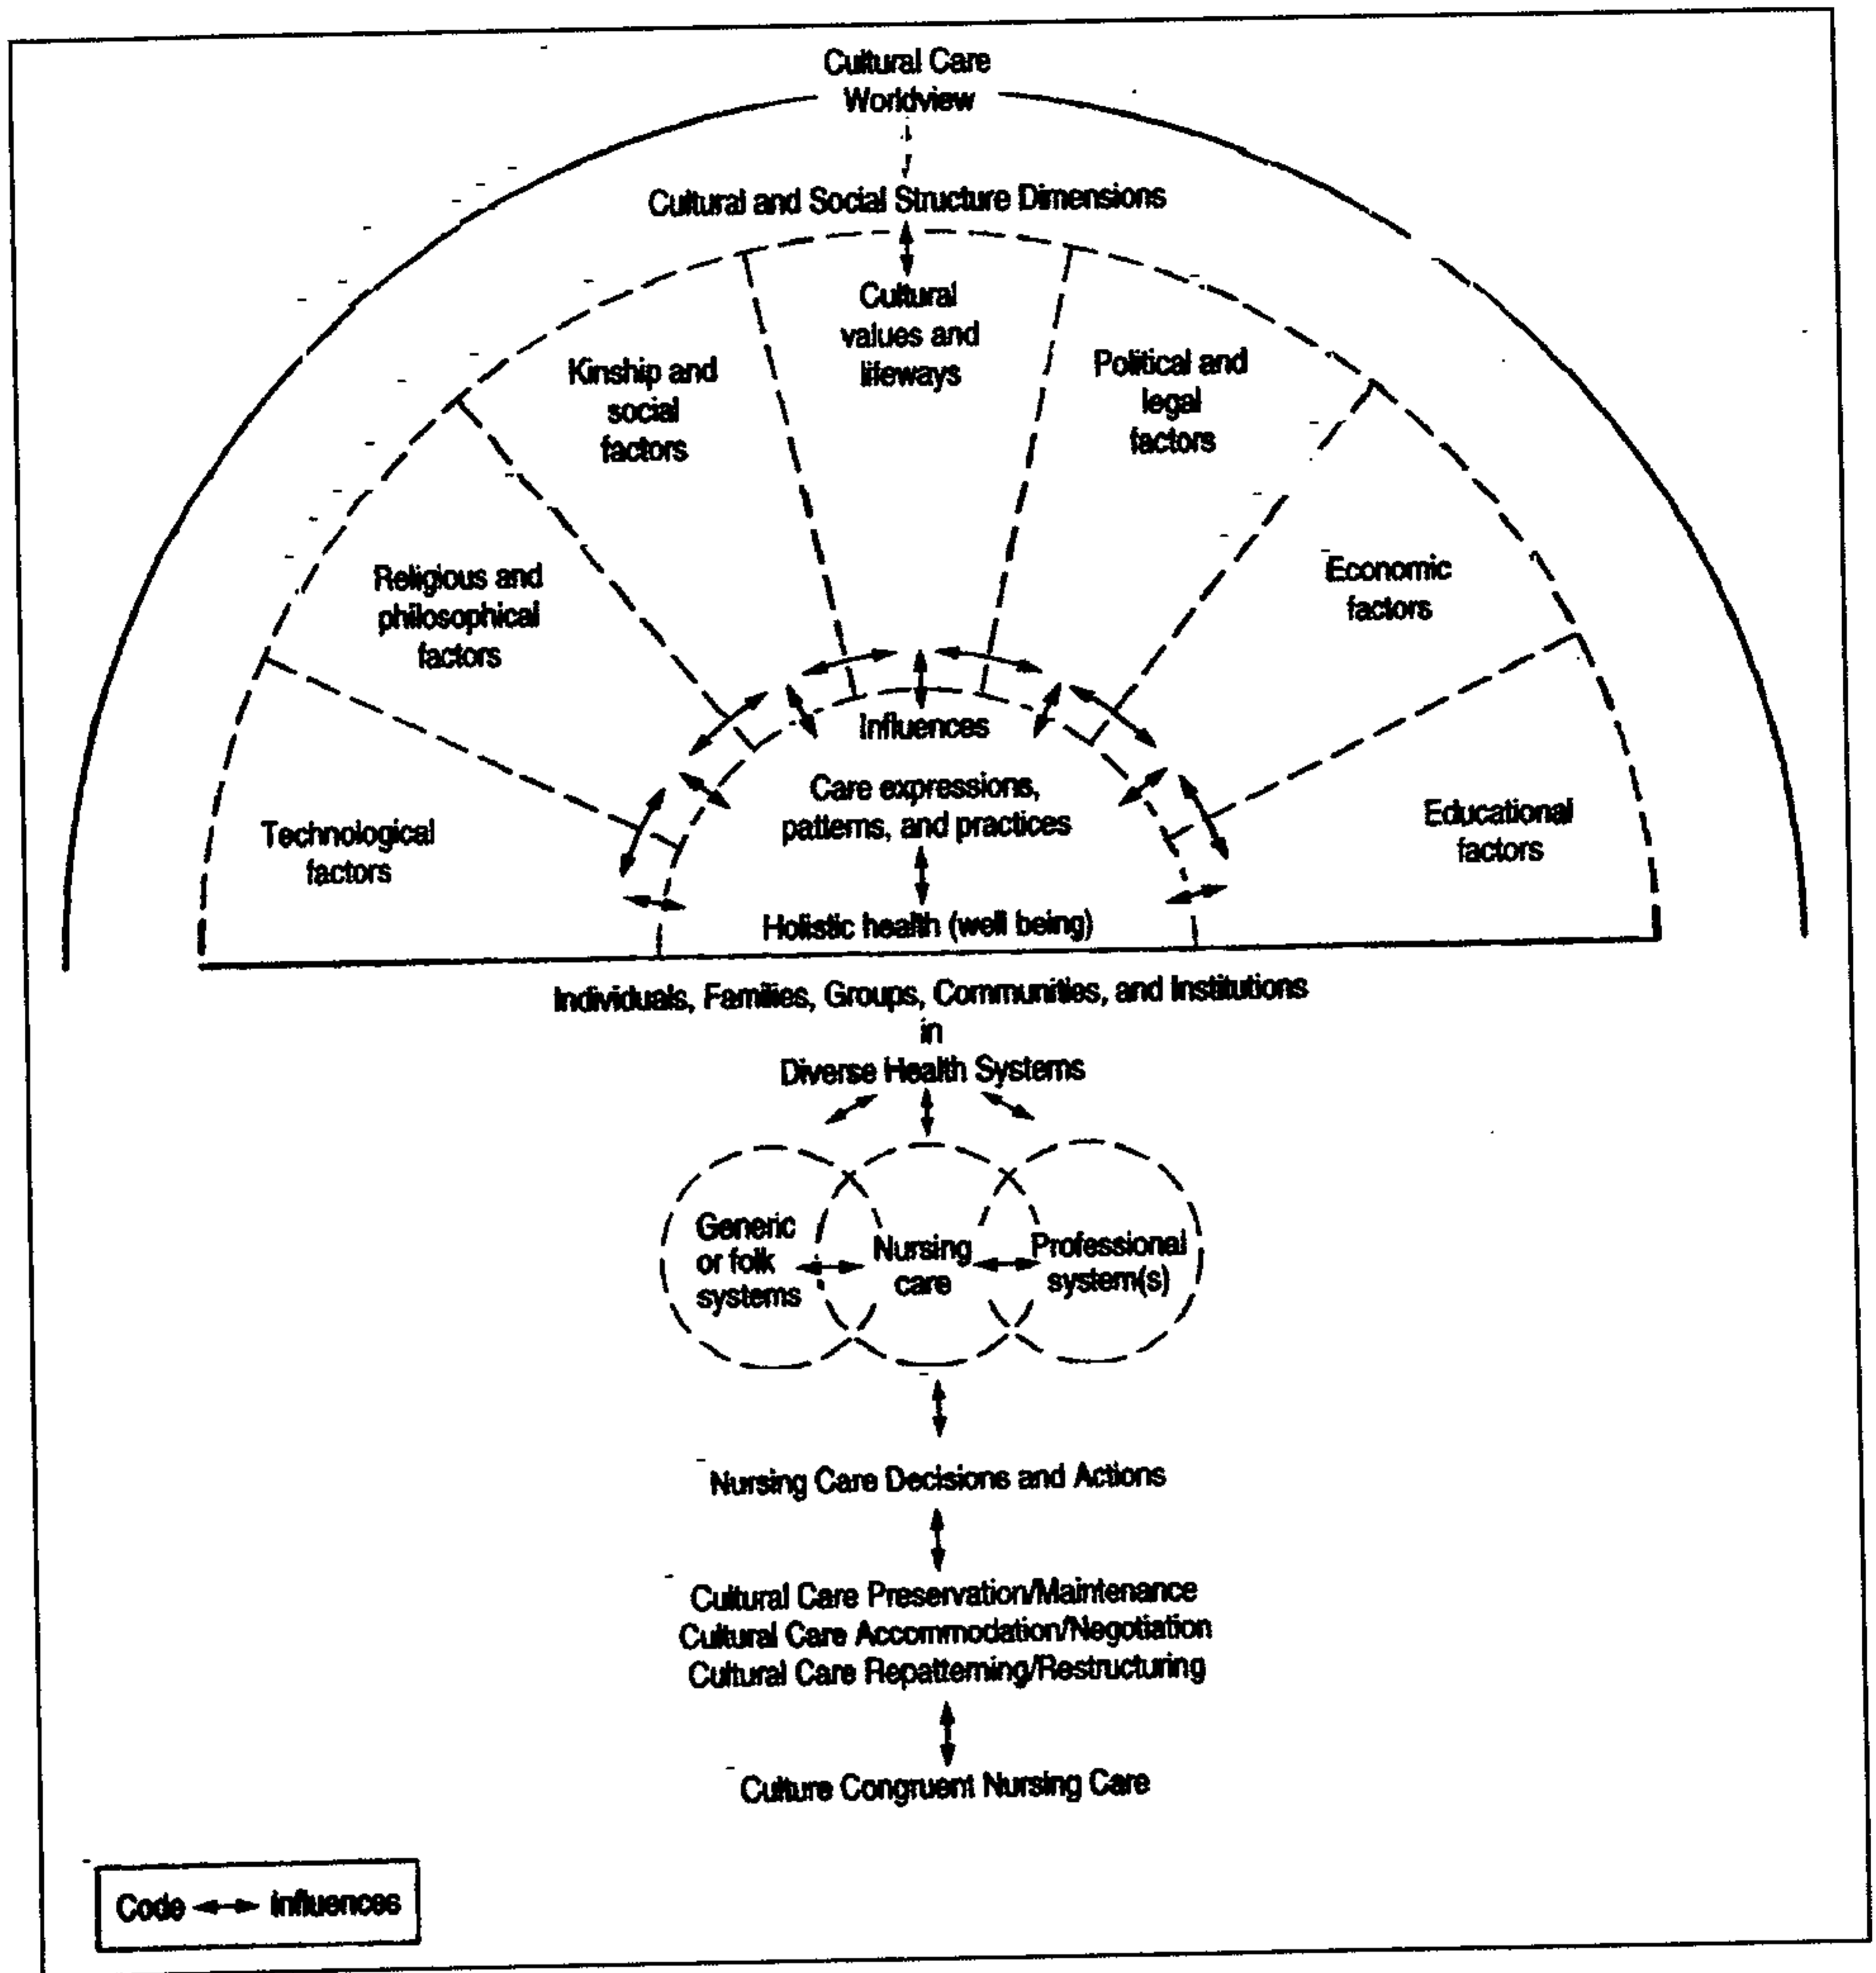 Cultural Care
Worldview
Cultural and Social Structure Dimensions
Cultural
values and
lifeways
Kinship and
social
factors
Political and
legal
factors
Religious and
philosophical
factors
Economic
factors
Technological
factors
Educational
factors
Influences
Care expressions,
patterns, and practices
Holistic health (well being)
Individuals, Families, Groups, Communities, and Institutions
in
Diverse Health Systems
Generic
or folk
systems
Nursing
care
Professional
system(s)
Nursing Care Decisions and Actions
Cultural Care Preservation/Maintenance
Cultural Care Accommodation/Negotiation
Cultural Care Repatterning/Restructuring
Culture Congruent Nursing Care
Code ↔ influences